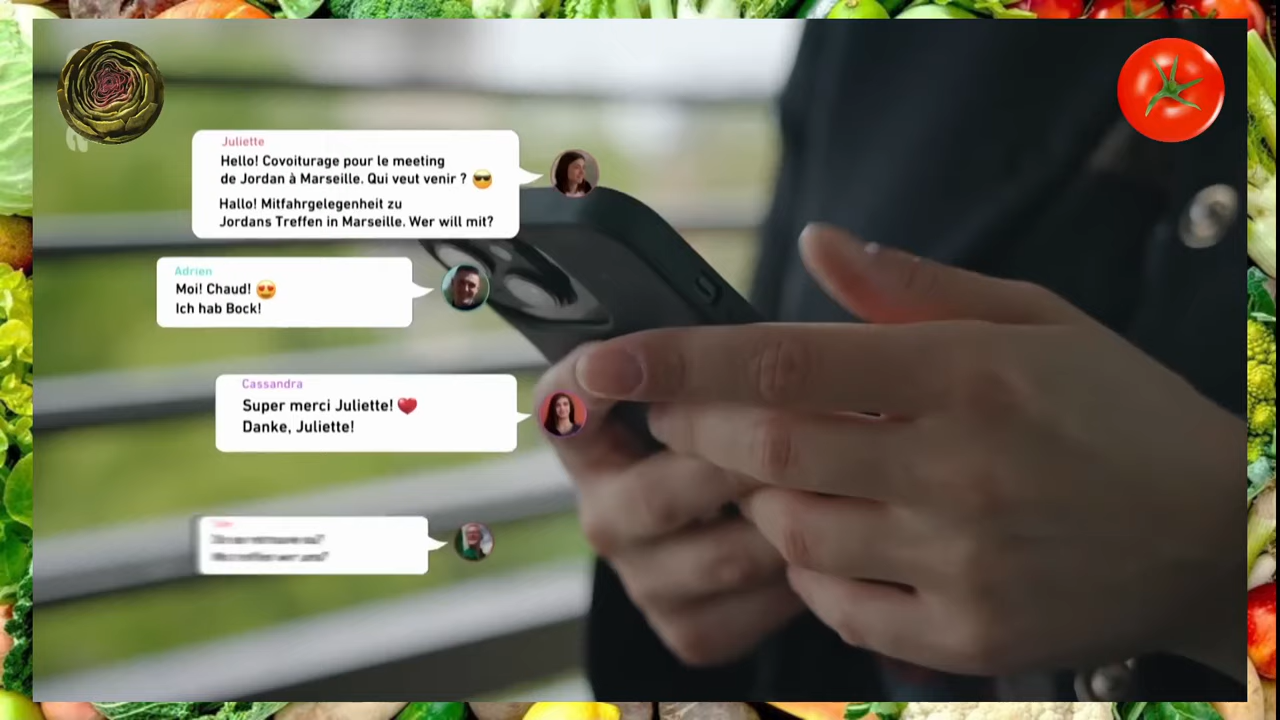 Juliette
Hello! Covoiturage pour le meeting
de Jordan à Marseille. Qui veut venir ? 😎
Hallo! Mitfahrgelegenheit zu
Jordans Treffen in Marseille. Wer will mit?
Adrien
Moi! Chaud! 😍
Ich hab Bock!
Cassandra
Super merci Juliette! ❤️
Danke, Juliette!